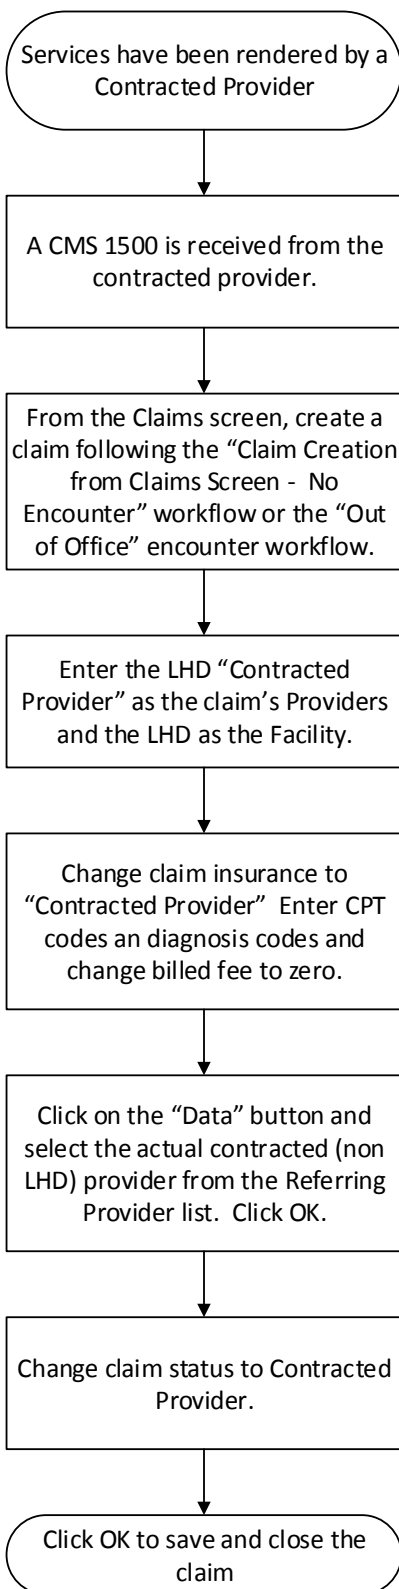 Services have been rendered by a
Contracted Provider
A CMS 1500 is received from the
contracted provider.
From the Claims screen, create a
claim following the “Claim Creation
from Claims Screen -  No
Encounter” workflow or the “Out
of Office” encounter workflow.
Enter the LHD “Contracted
Provider” as the claim’s Providers
and the LHD as the Facility.
Change claim insurance to
“Contracted Provider”  Enter CPT
codes an diagnosis codes and
change billed fee to zero.
Click on the “Data” button and
select the actual contracted (non
LHD) provider from the Referring
Provider list.  Click OK.
Change claim status to Contracted
Provider.
Click OK to save and close the
claim